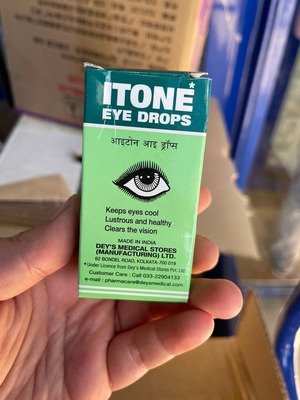 ITONE*
EYE DROPS
आइटोन आइ ड्रॉप्स
Keeps eyes cool
Lustrous and healthy
Clears the vision
MADE IN INDIA
DEY'S MEDICAL STORES
(MANUFACTURING) LTD.
62 BONDEL ROAD, KOLKATA-700 019
*Under Licence from Dey's Medical Stores Pvt. Ltd.
Customer Care : Call 033-22904133
e-mail : pharmacare@deysmedical.com